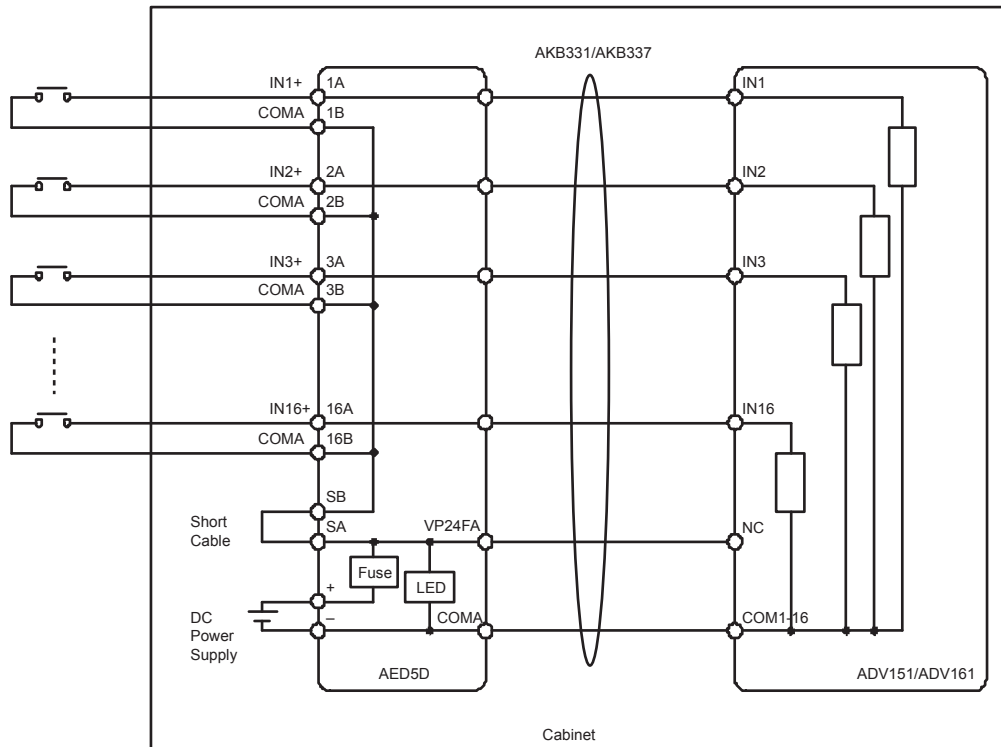 AKB331/AKB337
IN1+ 1A IN1
COMA 1B
IN2+ 2A IN2
COMA 2B
IN3+ 3A IN3
COMA 3B
IN16+ 16A IN16
COMA 16B
SB
Short
Cable
SA VP24FA NC
Fuse
LED
+
DC
Power
Supply
– COMA COM1-16
AED5D
ADV151/ADV161
Cabinet